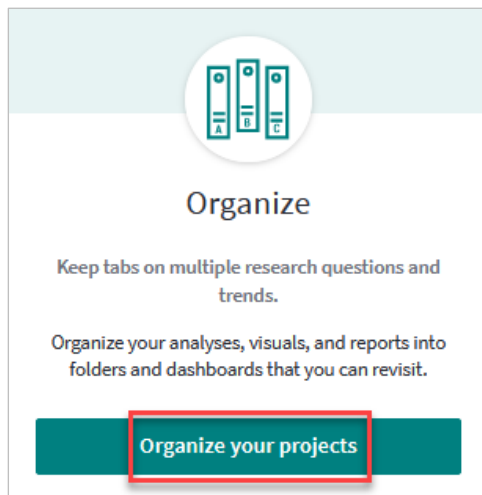 A B C
Organize
Keep tabs on multiple research questions and
trends.
Organize your analyses, visuals, and reports into
folders and dashboards that you can revisit.
Organize your projects